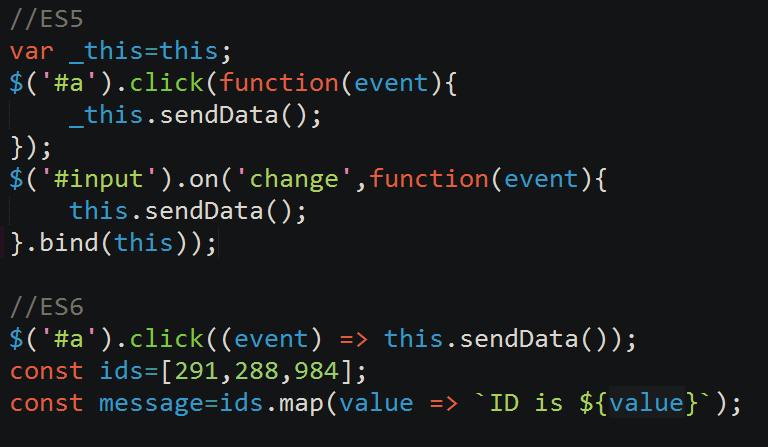 //ES5
var _this=this;
$('#a').click(function(event){
    _this.sendData();
});
$('#input').on('change',function(event){
    this.sendData();
}.bind(this));

//ES6
$('#a').click((event) => this.sendData());
const ids=[291,288,984];
const message=ids.map(value => `ID is ${value}`);